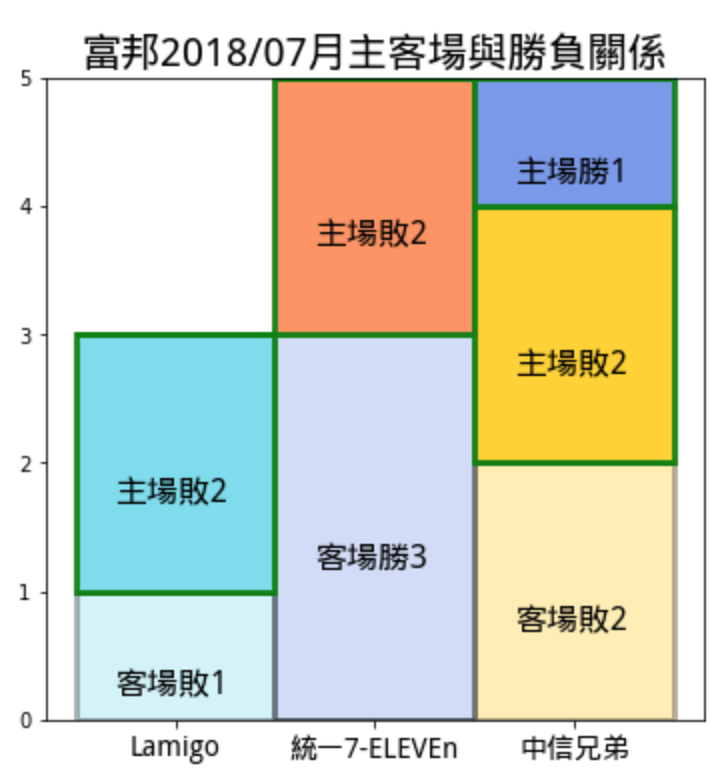 富邦2018/07月主客場與勝負關係
5
4
3
2
1
0
主場勝1
主場敗2
主場敗2
主場敗2
客場勝3
客場敗2
客場敗1
Lamigo
統一7-ELEVEn
中信兄弟